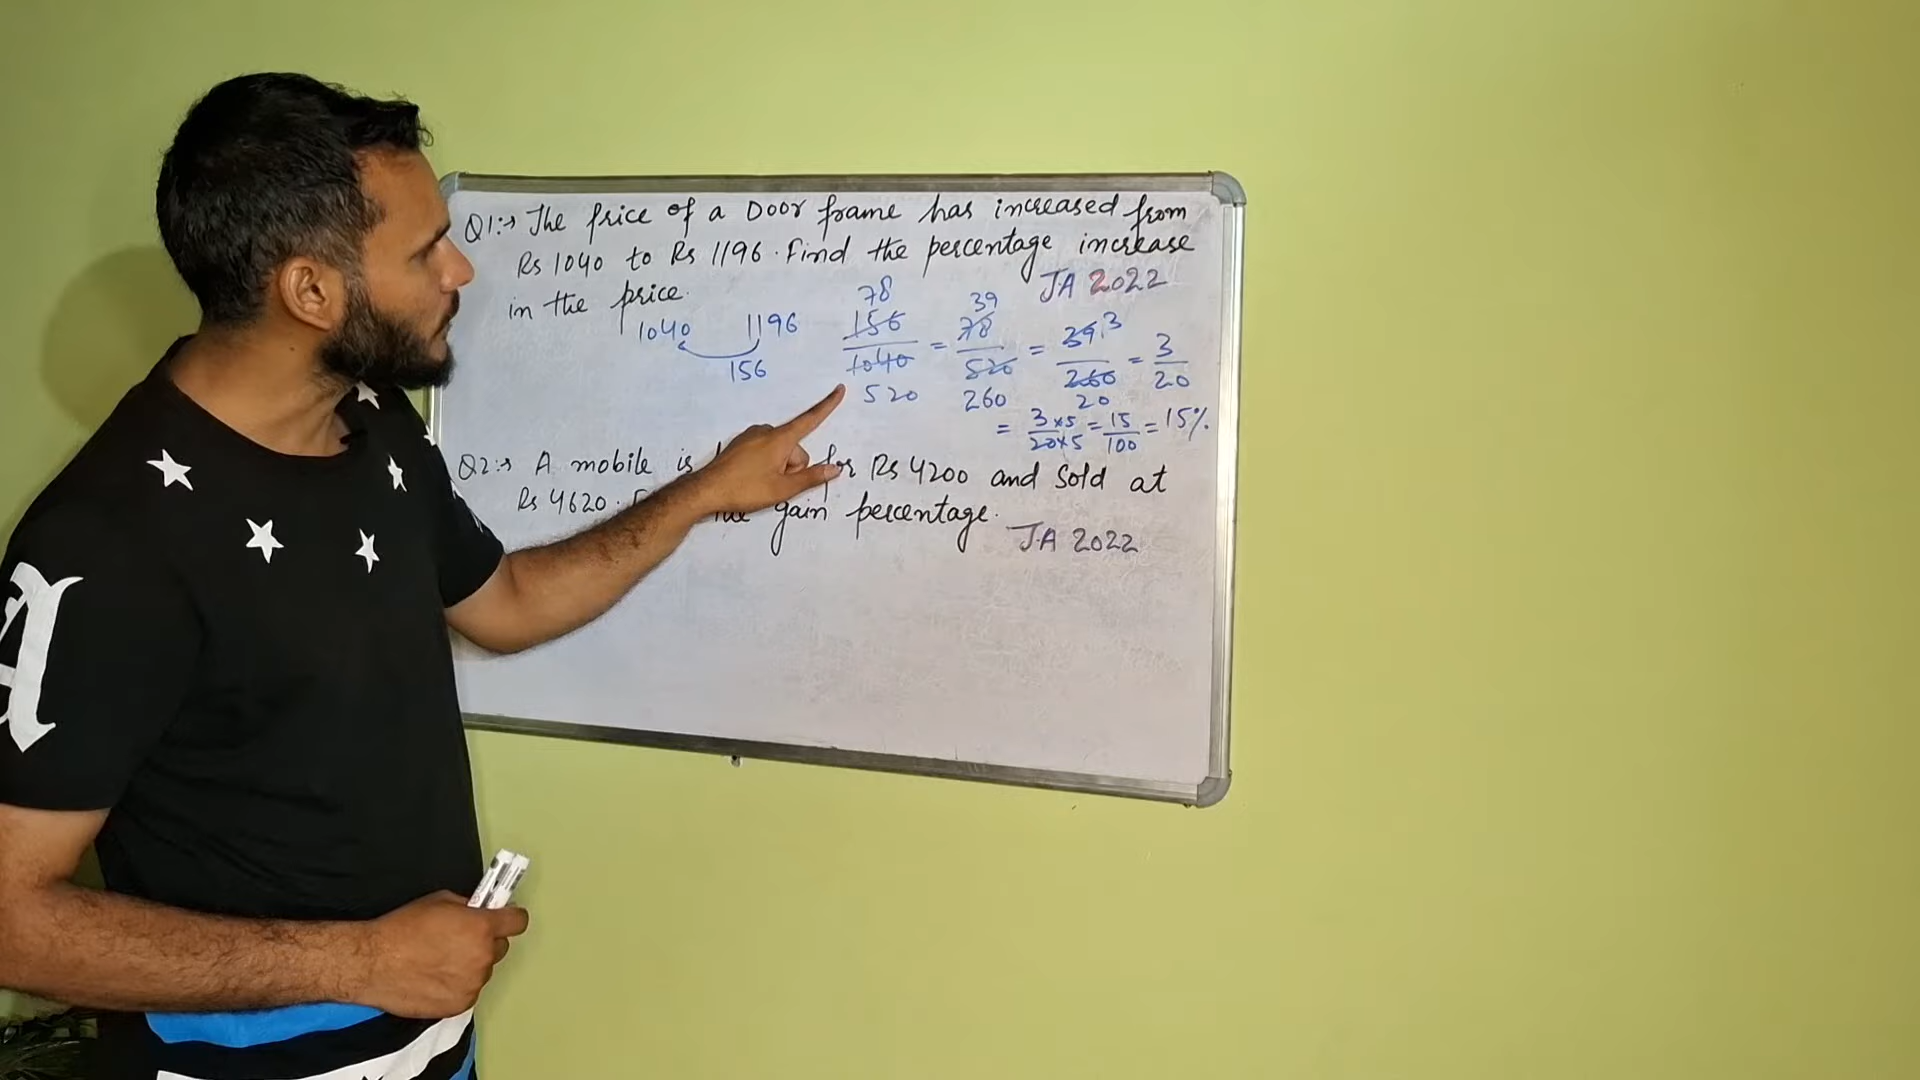 Q1:→ The price of a Door frame has increased from
Rs 1040 to Rs 1196. Find the percentage increase
in the price.
JA 2022
1040 1196
156
78
156/1040 = 78/520 = 39/260 = 3/20
520
39
260
3
20
= 3×5/20×5 = 15/100 = 15%
Q2:→ A mobile is for Rs 4200 and Sold at
Rs 4620. gain percentage.
JA 2022
A